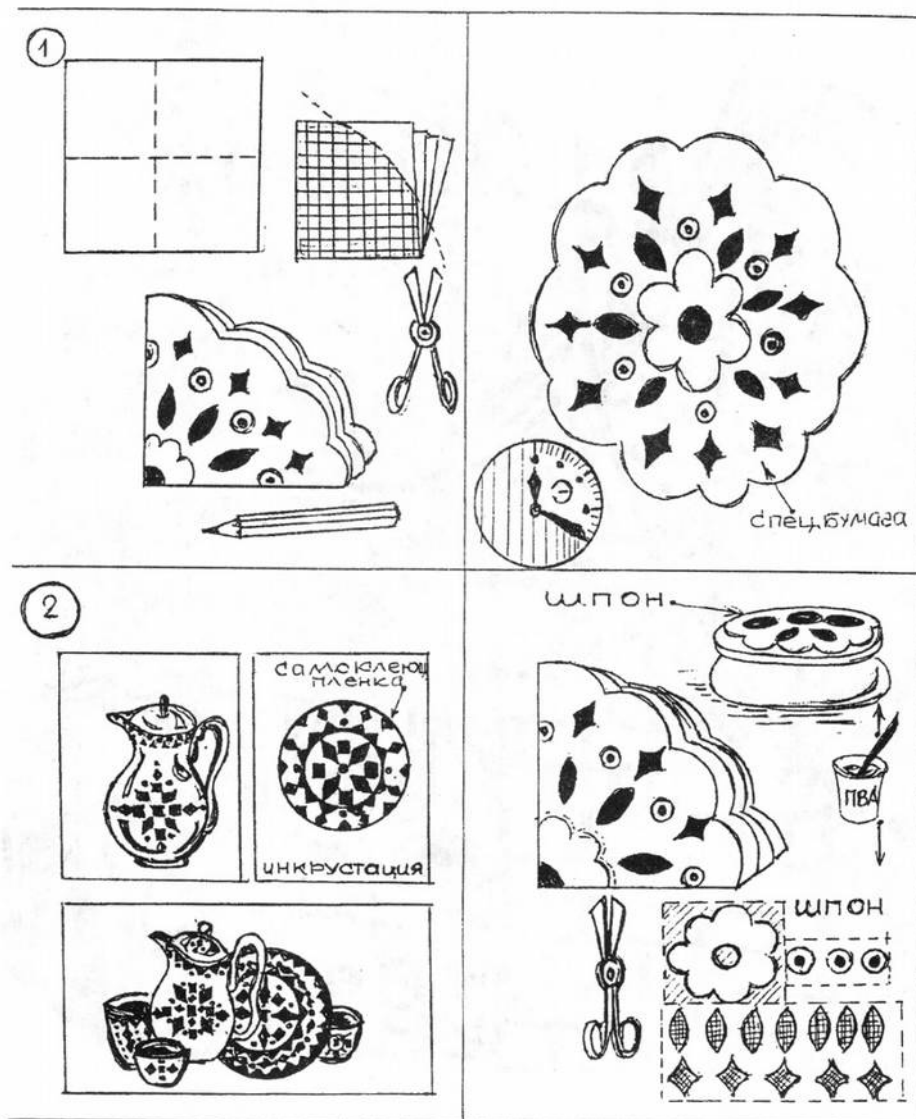 1
спец.бумага
2
самоклеющ
пленка
инкрустация
шпон
ПВА
шпон